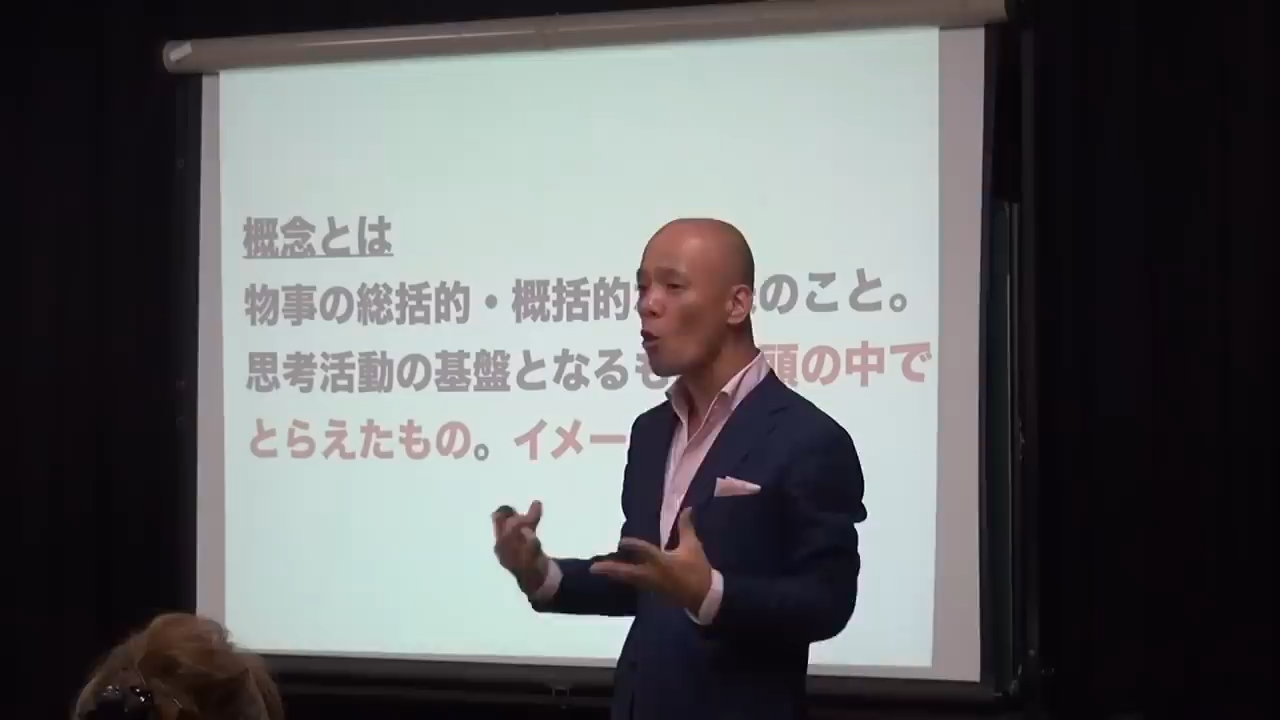 概念とは
物事の総括的・概括的 のこと。
思考活動の基盤となるも 頭の中で
とらえたもの。イメー